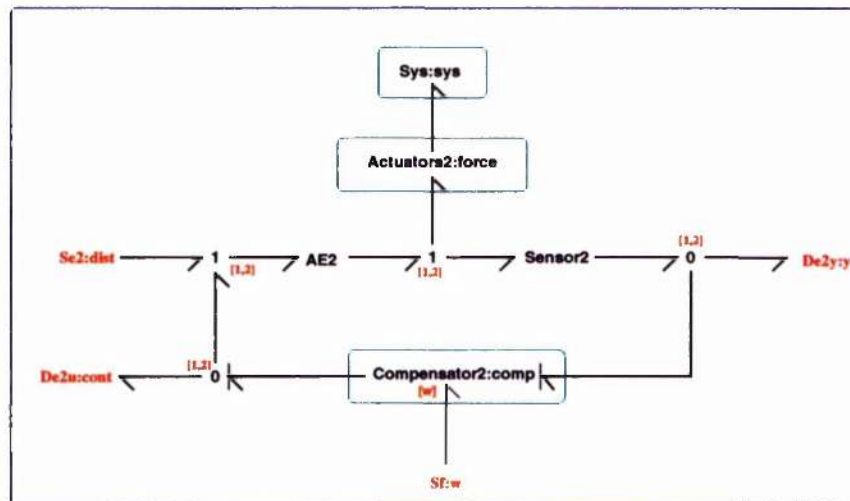 Sys:sys
Actuators2:force
[1,2]
Se2:dist 1 AE2 1 Sensor2 0 De2y:y
[1,2] [1,2]
[1,2]
De2u:cont 0 Compensator2:comp
[w]
Sf:w